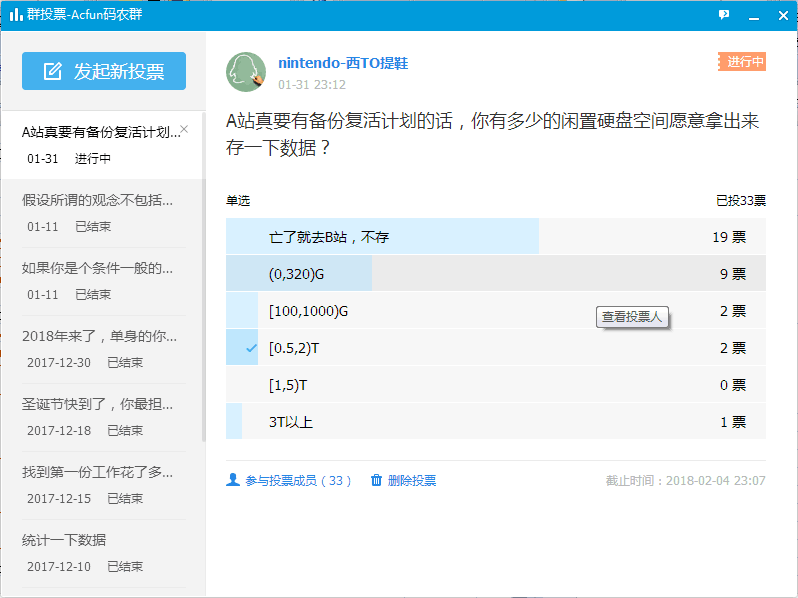 群投票-Acfun码农群
发起新投票
A站真要有备份复活计划...
01-31 进行中
假设所谓的观念不包括...
01-11 已结束
如果你是个条件一般的...
01-11 已结束
2018年来了，单身的你...
2017-12-30 已结束
圣诞节快到了，你最担...
2017-12-18 已结束
找到第一份工作花了多...
2017-12-15 已结束
统计一下数据
2017-12-10 已结束
nintendo-西TO提鞋
01-31 23:12
进行中
A站真要有备份复活计划的话，你有多少的闲置硬盘空间愿意拿出来
存一下数据？
单选 已投33票
亡了就去B站，不存 19 票
(0,320)G 9 票
[100,1000)G 2 票
查看投票人
[0.5,2)T 2 票
[1,5)T 0 票
3T以上 1 票
参与投票成员（33） 删除投票 截止时间：2018-02-04 23:07